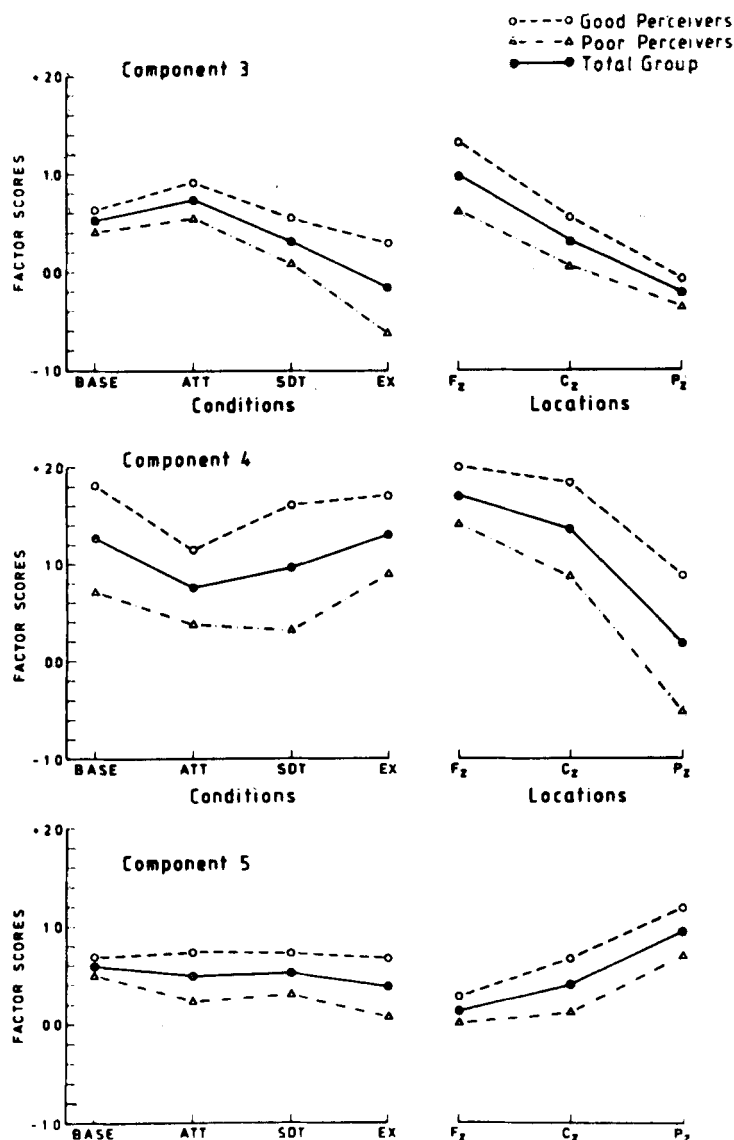 Good Perceivers
Poor Perceivers
Total Group
Component 3
+ 2.0
1.0
0.0
- 1.0
FACTOR SCORES
BASE ATT SDT EX
Conditions
Fz Cz Pz
Locations
Component 4
+ 2.0
1.0
0.0
- 1.0
FACTOR SCORES
BASE ATT SDT EX
Conditions
Fz Cz Pz
Locations
Component 5
+ 2.0
1.0
0.0
- 1.0
FACTOR SCORES
BASE ATT SDT EX
Fz Cz Pz